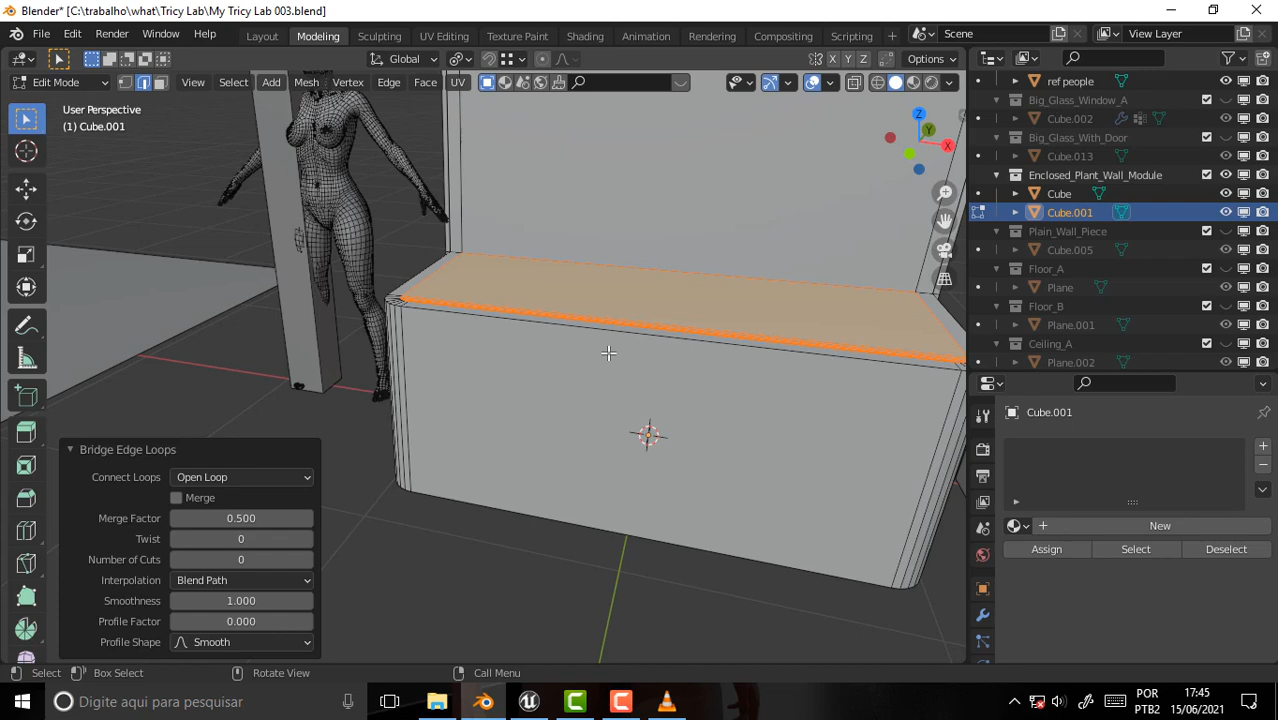 Blender* [C:\trabalho\what\Tricy Lab\My Tricy Lab 003.blend]
File Edit Render Window Help Layout Modeling Sculpting UV Editing Texture Paint Shading Animation Rendering Compositing Scripting Scene View Layer
Global X Y Z Options
Edit Mode View Select Add Mesh Vertex Edge Face UV
User Perspective
(1) Cube.001
Z
Y
X
ref people
Big_Glass_Window_A
Cube.002
Big_Glass_With_Door
Cube.013
Enclosed_Plant_Wall_Module
Cube
Cube.001
Plain_Wall_Piece
Cube.005
Floor_A
Plane
Floor_B
Plane.001
Ceiling_A
Plane.002
Cube.001
New
Assign Select Deselect
Bridge Edge Loops
Connect Loops Open Loop
Merge
Merge Factor 0.500
Twist 0
Number of Cuts 0
Interpolation Blend Path
Smoothness 1.000
Profile Factor 0.000
Profile Shape Smooth
Select Box Select Rotate View Call Menu
Digite aqui para pesquisar
POR
PTB2
17:45
15/06/2021